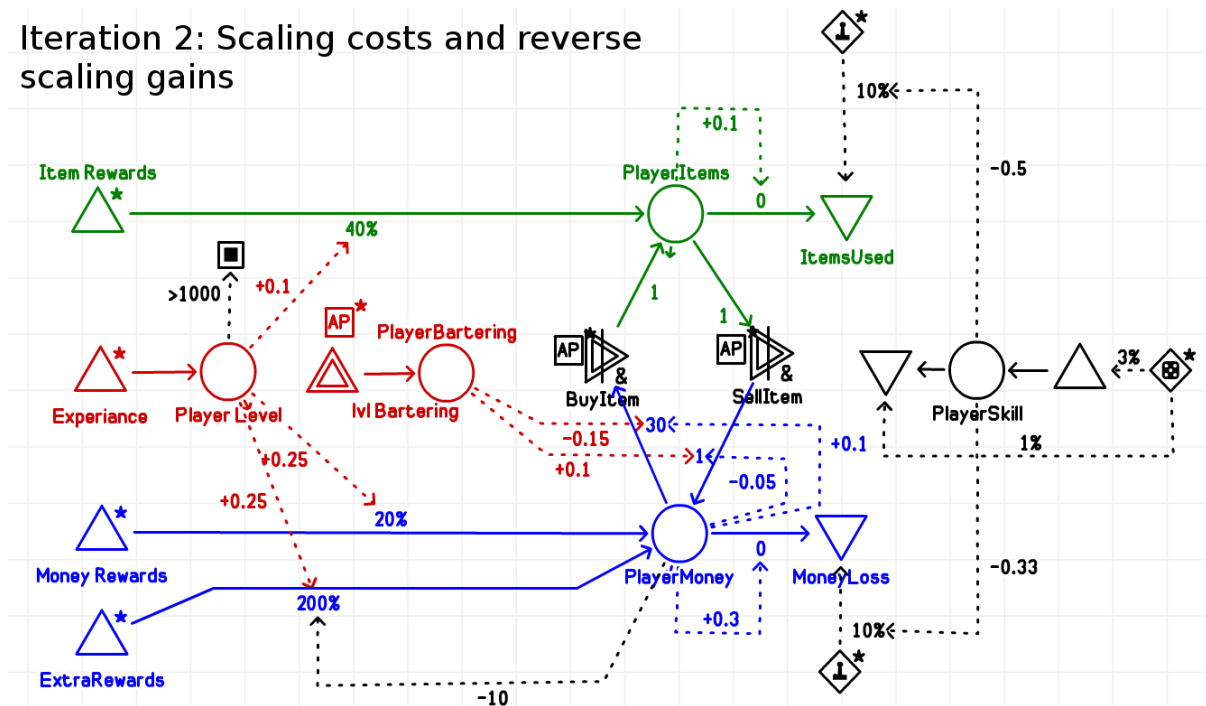 Iteration 2: Scaling costs and reverse
scaling gains
10%
+0.1
-0.5
Item Rewards
PlayerItems
0
40%
ItemsUsed
+0.1
>1000
1
1
AP
PlayerBartering
AP
AP
&
&
3%
Experiance
Player Level
lvl Bartering
BuyItem
SellItem
PlayerSkill
30
-0.15
+0.1
1%
+0.25
+0.1
1
-0.05
+0.25
20%
0
Money Rewards
PlayerMoney
MoneyLoss
-0.33
200%
+0.3
10%
ExtraRewards
-10